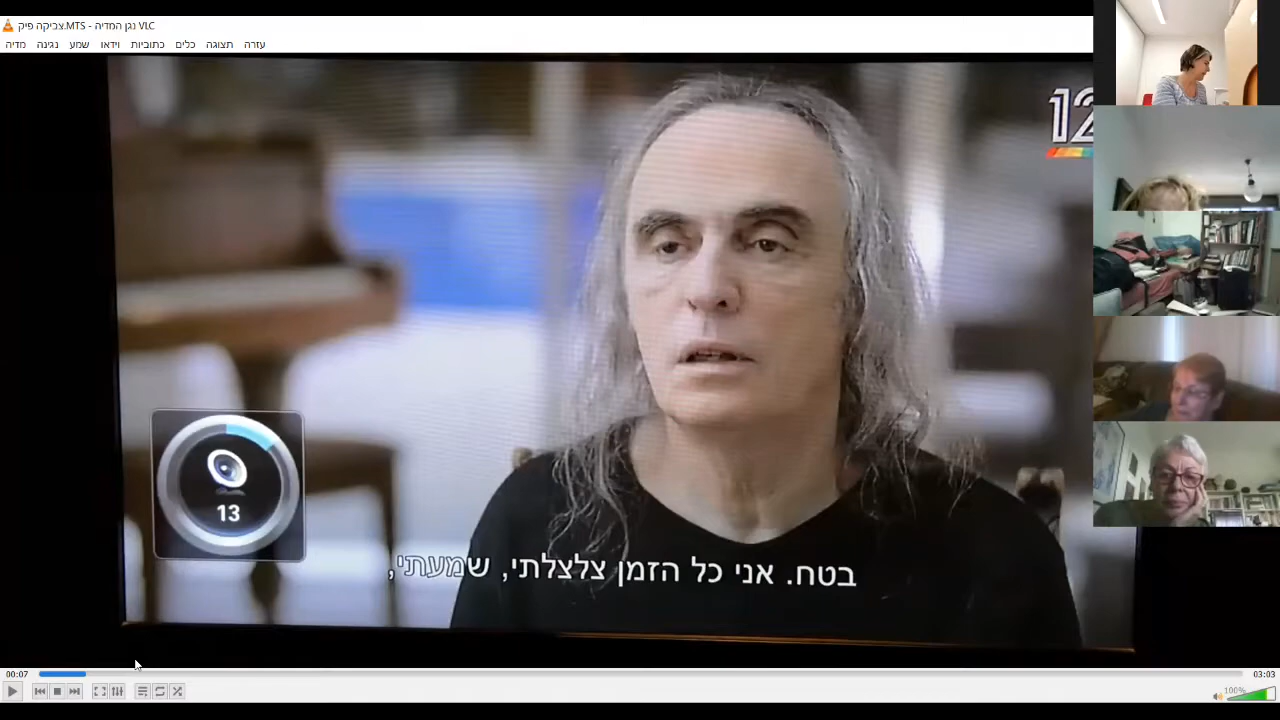 צביקה פיק.MTS - נגן המדיה VLC
מדיה נגינה שמע וידאו כתוביות כלים תצוגה עזרה
12
13
בטח. אני כל הזמן צלצלתי, שמעתי,
00:07
03:03
100%